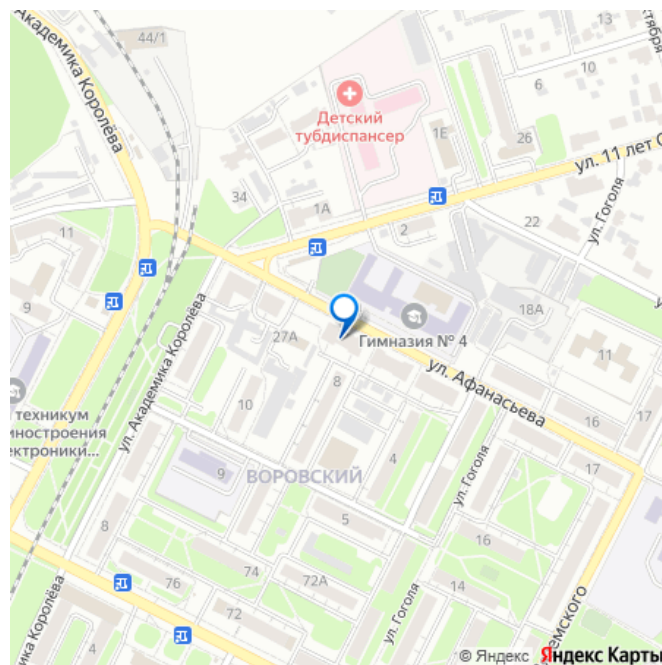 44/1
ул. Академика Королёва
Детский
тубдиспансер
13
10
6
1Е
26
ул. 11 лет О
34
1А
2
22
ул. Гоголя
11
9
18А
Гимназия № 4
27А
8
11
ул. Афанасьева
ул. Академика Королёва
10
16
техникум
иностроения
ектроники...
4
ул. Гоголя
17
9
ВОРОВСКИЙ
5
8
16
74
76
72А
14
72
ул. Гоголя
емского
ика Королёва
© Яндекс Яндекс Карты